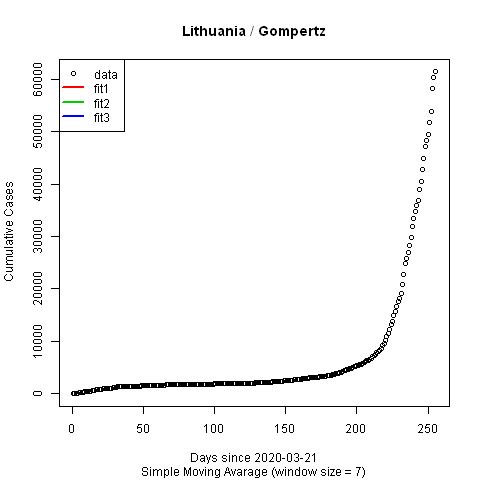 Lithuania / Gompertz
data
fit1
fit2
fit3
Cumulative Cases
0
10000
20000
30000
40000
50000
60000
0 50 100 150 200 250
Days since 2020-03-21
Simple Moving Avarage (window size = 7)